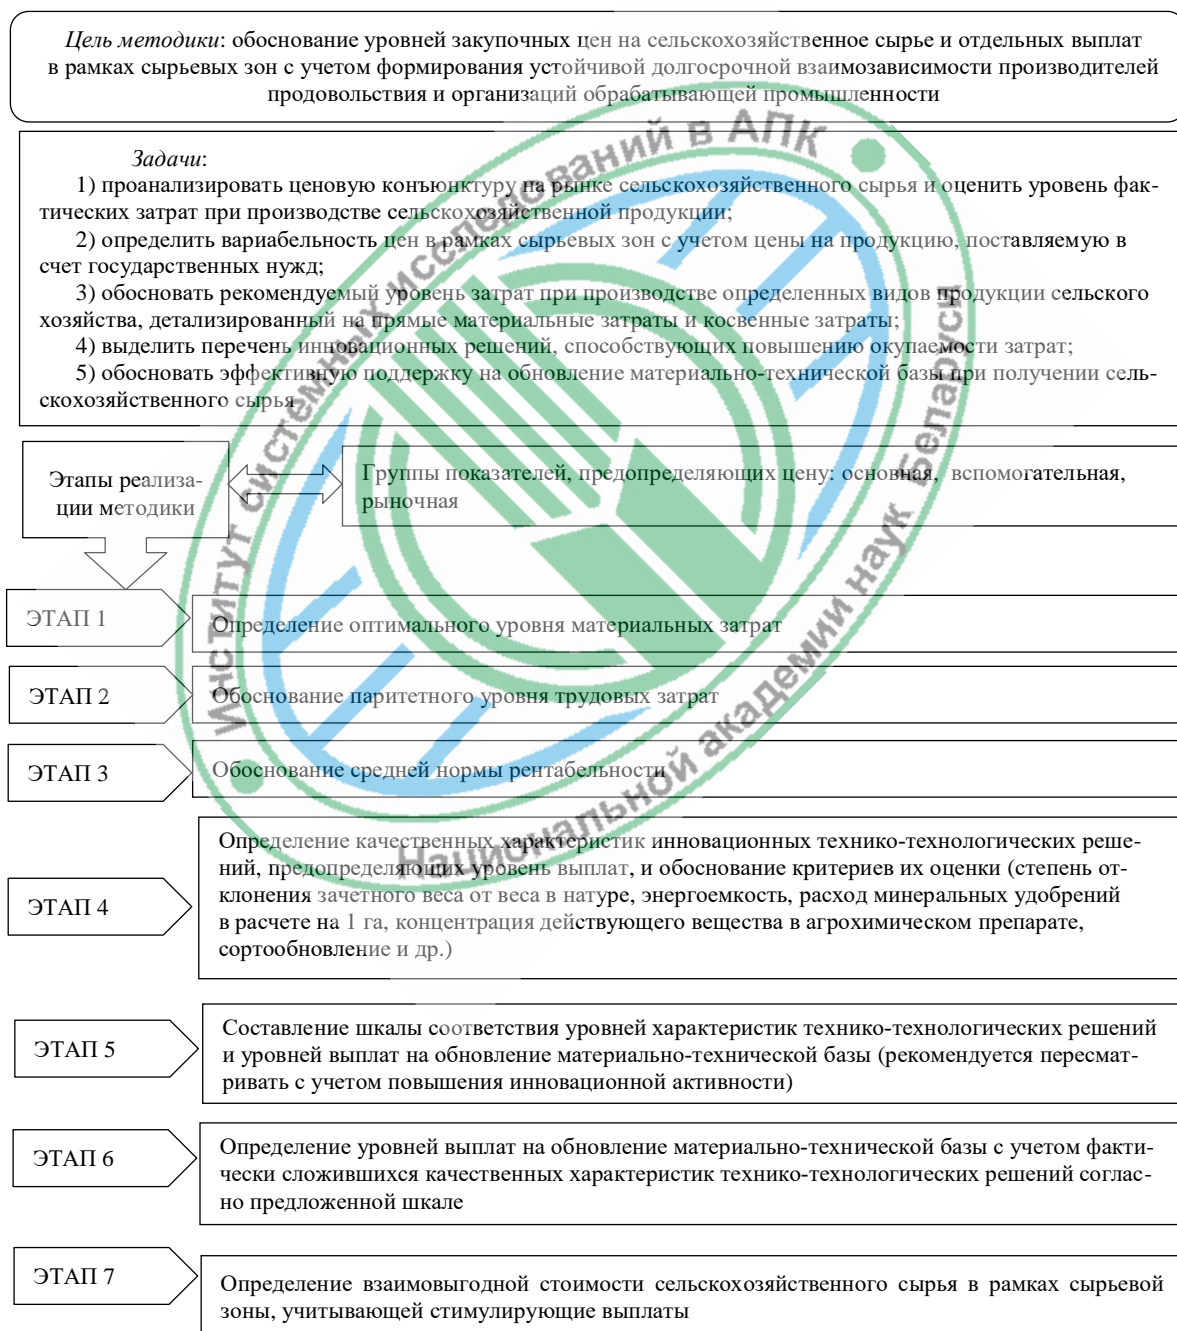 Цель методики: обоснование уровней закупочных цен на сельскохозяйственное сырье и отдельных выплат
в рамках сырьевых зон с учетом формирования устойчивой долгосрочной взаимозависимости производителей
продовольствия и организаций обрабатывающей промышленности
Задачи:
1) проанализировать ценовую конъюнктуру на рынке сельскохозяйственного сырья и оценить уровень фак-
тических затрат при производстве сельскохозяйственной продукции;
2) определить вариабельность цен в рамках сырьевых зон с учетом цены на продукцию, поставляемую в
счет государственных нужд;
3) обосновать рекомендуемый уровень затрат при производстве определенных видов продукции сельского
хозяйства, детализированный на прямые материальные затраты и косвенные затраты;
4) выделить перечень инновационных решений, способствующих повышению окупаемости затрат;
5) обосновать эффективную поддержку на обновление материально-технической базы при получении сель-
скохозяйственного сырья
Этапы реализа-
ции методики
Группы показателей, предопределяющих цену: основная, вспомогательная,
рыночная
ЭТАП 1
Определение оптимального уровня материальных затрат
ЭТАП 2
Обоснование паритетного уровня трудовых затрат
ЭТАП 3
Обоснование средней нормы рентабельности
ЭТАП 4
Определение качественных характеристик инновационных технико-технологических реше-
ний, предопределяющих уровень выплат, и обоснование критериев их оценки (степень от-
клонения зачетного веса от веса в натуре, энергоемкость, расход минеральных удобрений
в расчете на 1 га, концентрация действующего вещества в агрохимическом препарате,
сортообновление и др.)
ЭТАП 5
Составление шкалы соответствия уровней характеристик технико-технологических решений
и уровней выплат на обновление материально-технической базы (рекомендуется пересмат-
ривать с учетом повышения инновационной активности)
ЭТАП 6
Определение уровней выплат на обновление материально-технической базы с учетом факти-
чески сложившихся качественных характеристик технико-технологических решений соглас-
но предложенной шкале
ЭТАП 7
Определение взаимовыгодной стоимости сельскохозяйственного сырья в рамках сырьевой
зоны, учитывающей стимулирующие выплаты
Институт системных исследований в АПК
Национальной академии наук Беларуси